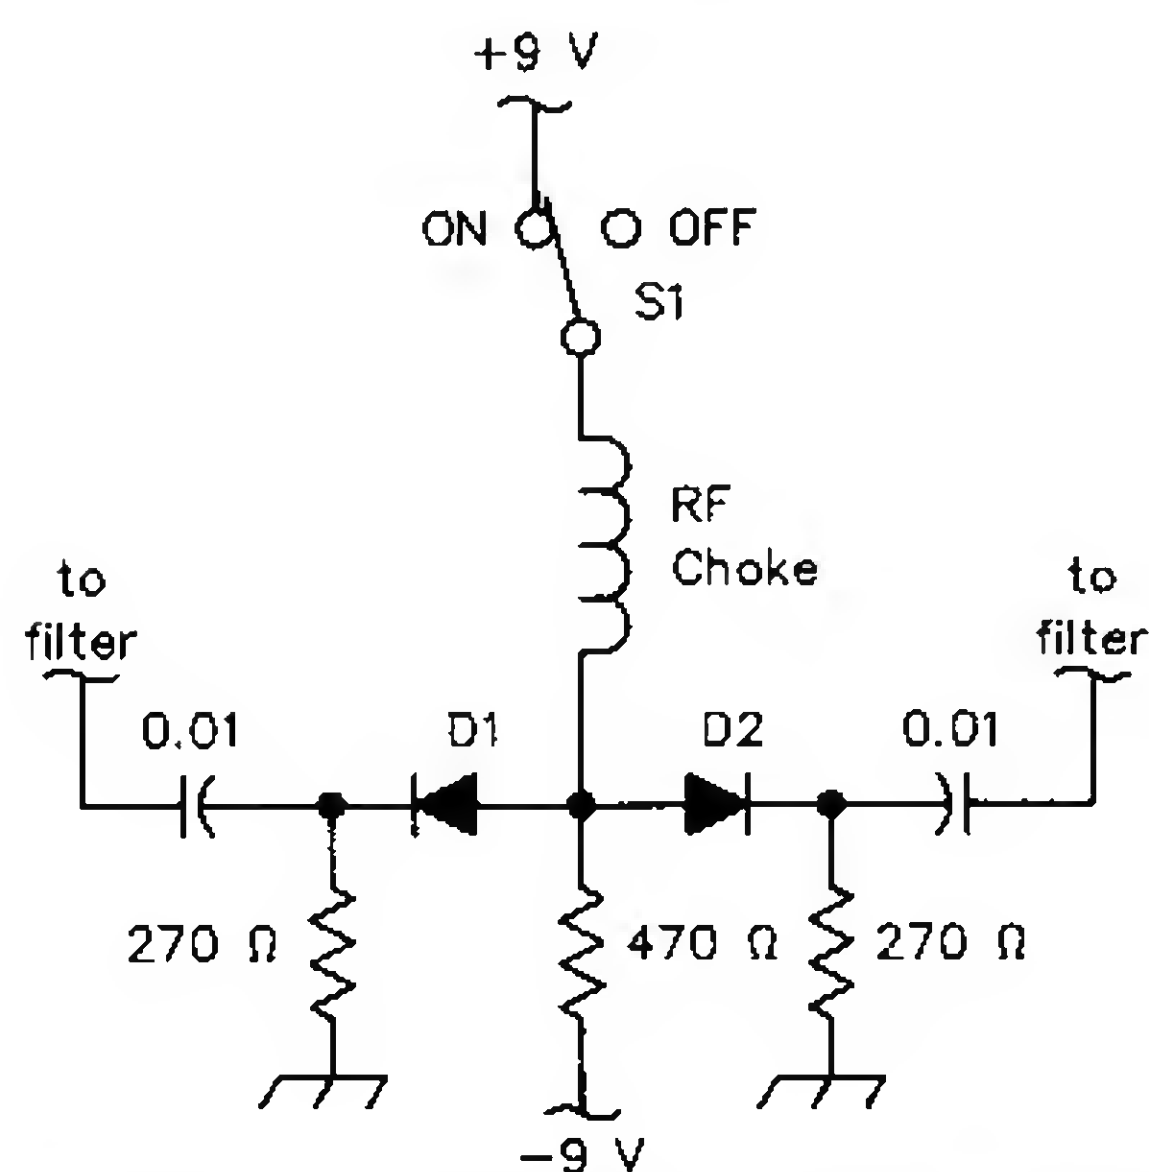 +9 V
ON
OFF
S1
RF
Choke
to
filter
to
filter
0.01
D1
D2
0.01
270 Ω
470 Ω
270 Ω
-9 V